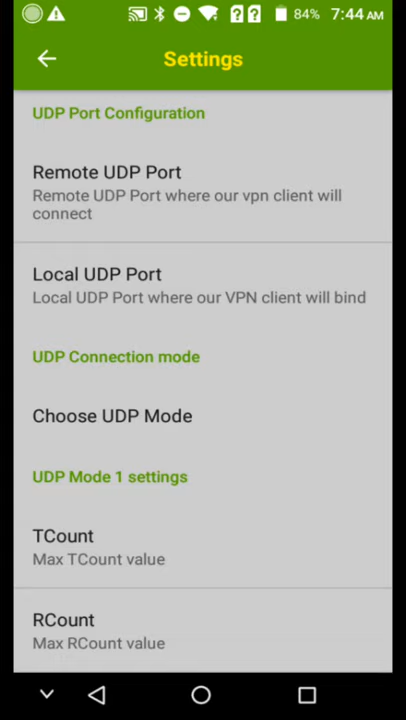 84% 7:44 AM
Settings
UDP Port Configuration
Remote UDP Port
Remote UDP Port where our vpn client will
connect
Local UDP Port
Local UDP Port where our VPN client will bind
UDP Connection mode
Choose UDP Mode
UDP Mode 1 settings
TCount
Max TCount value
RCount
Max RCount value